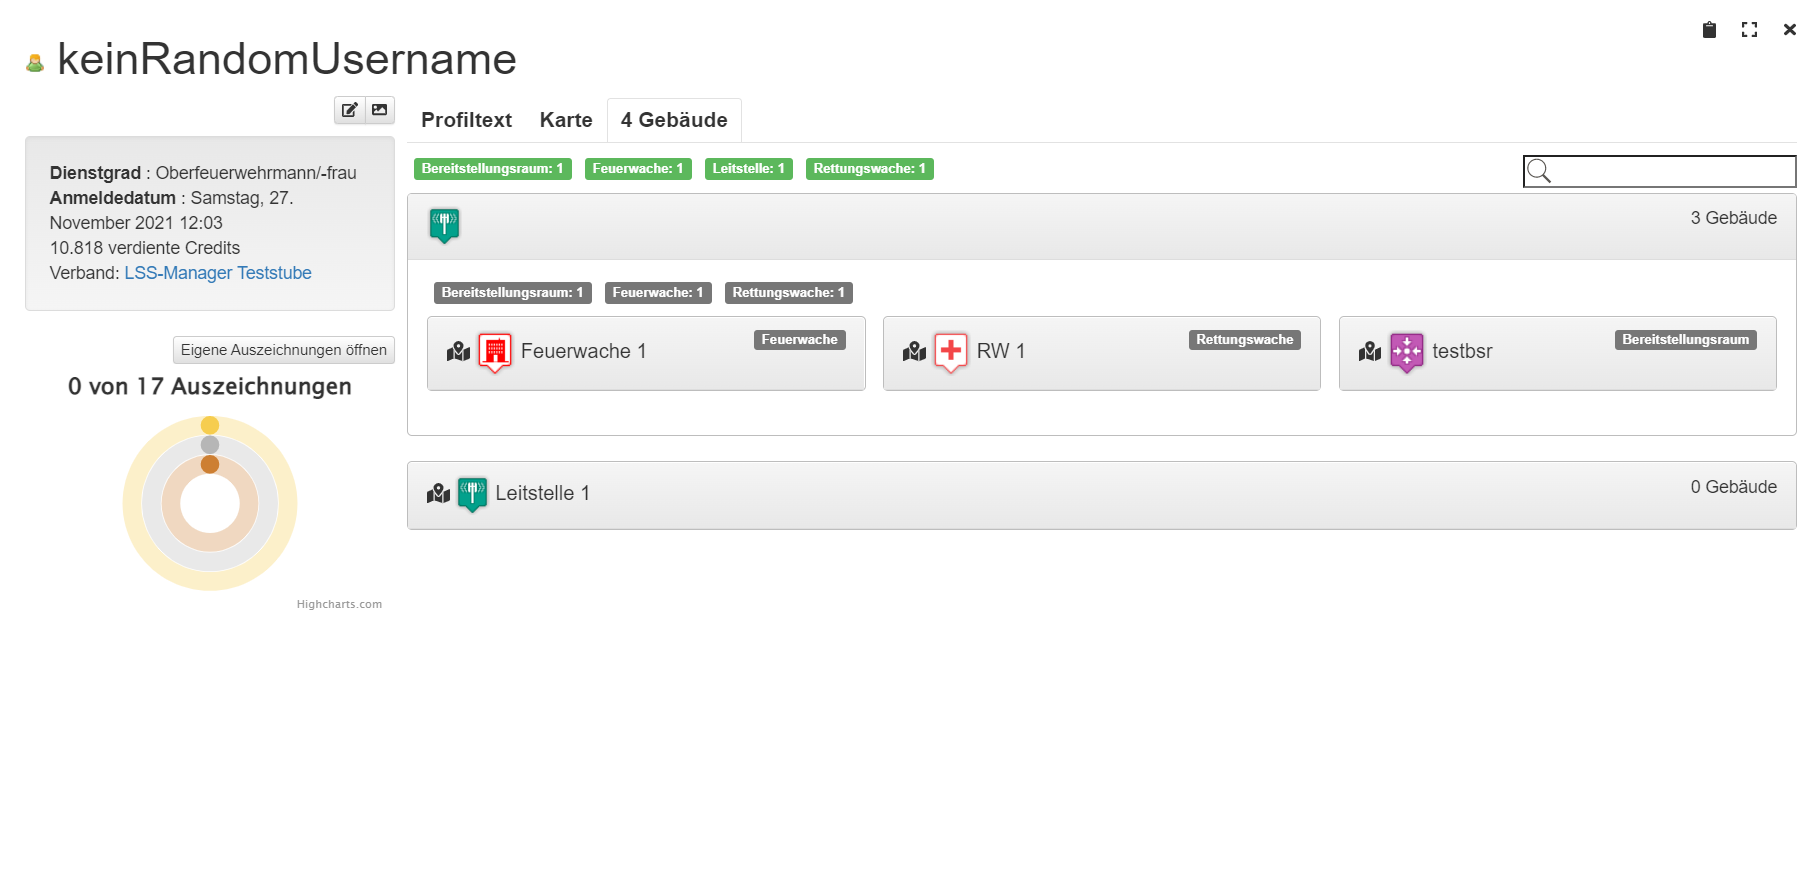 keinRandomUsername
Profiltext Karte 4 Gebäude
Dienstgrad : Oberfeuerwehrmann/-frau
Anmeldedatum : Samstag, 27.
November 2021 12:03
10.818 verdiente Credits
Verband: LSS-Manager Teststube
Eigene Auszeichnungen öffnen
0 von 17 Auszeichnungen
Highcharts.com
Bereitstellungsraum: 1 Feuerwache: 1 Leitstelle: 1 Rettungswache: 1
3 Gebäude
Bereitstellungsraum: 1 Feuerwache: 1 Rettungswache: 1
Feuerwache 1 Feuerwache
RW 1 Rettungswache
testbsr Bereitstellungsraum
Leitstelle 1 0 Gebäude